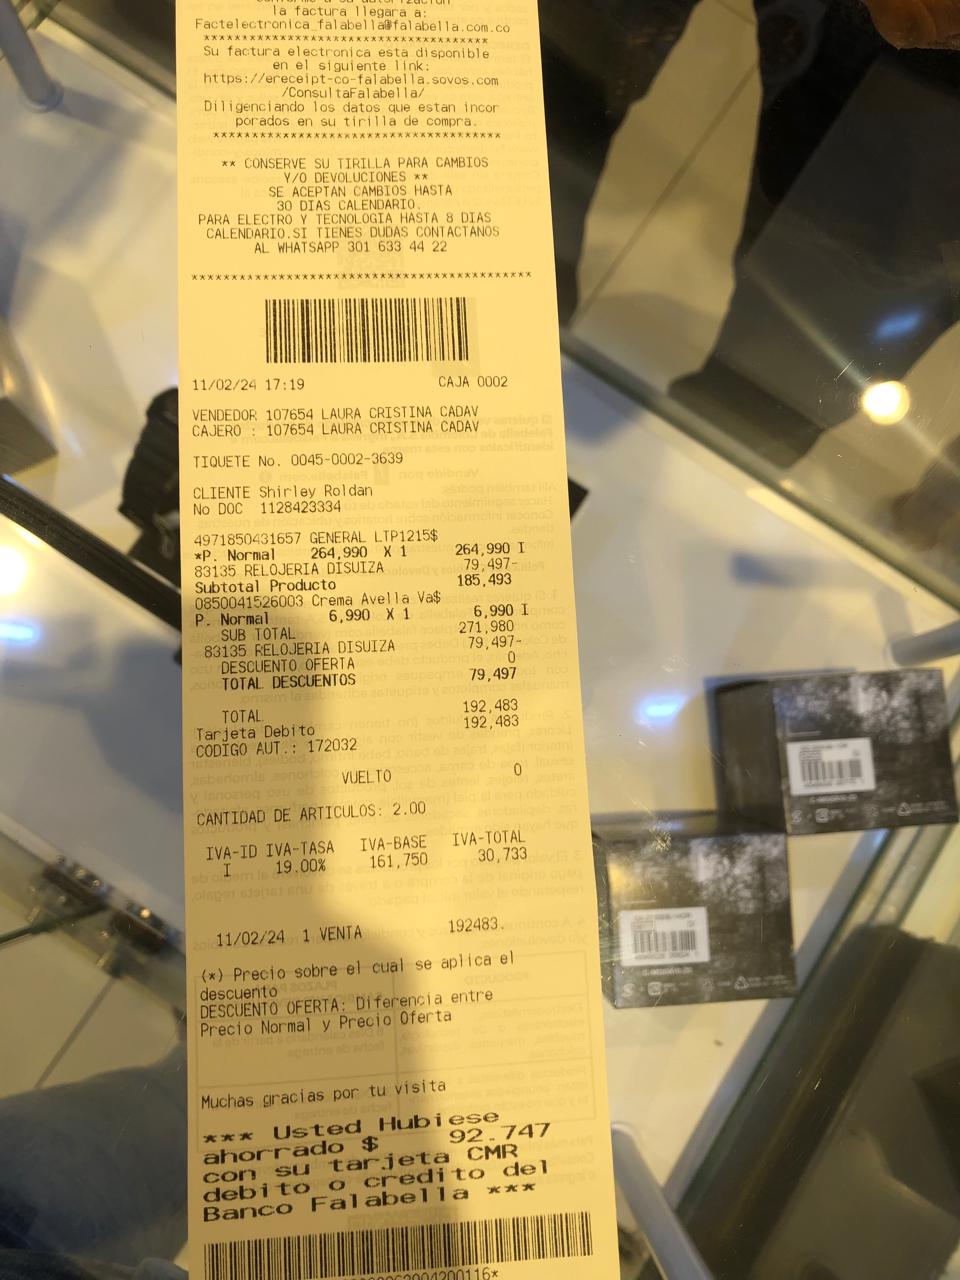 la factura llegara a:
Factelectronica_falabella@falabella.com.co
***************************************
Su factura electronica esta disponible
en el siguiente link:
https://ereceipt-co-falabella.sovos.com
/ConsultaFalabella/
Diligenciando los datos que estan incor
porados en su tirilla de compra.
***************************************
** CONSERVE SU TIRILLA PARA CAMBIOS
Y/O DEVOLUCIONES **
SE ACEPTAN CAMBIOS HASTA
30 DIAS CALENDARIO.
PARA ELECTRO Y TECNOLOGIA HASTA 8 DIAS
CALENDARIO.SI TIENES DUDAS CONTACTANOS
AL WHATSAPP 301 633 44 22
******************************************
11/02/24 17:19 CAJA 0002
VENDEDOR 107654 LAURA CRISTINA CADAV
CAJERO : 107654 LAURA CRISTINA CADAV
TIQUETE No. 0045-0002-3639
CLIENTE Shirley Roldan
No DOC 1128423334
4971850431657 GENERAL LTP1215$
*P. Normal 264,990 X 1 264,990 I
83135 RELOJERIA DISUIZA 79,497-
Subtotal Producto 185,493
0850041526003 Crema Avella Va$
P. Normal 6,990 X 1 6,990 I
SUB TOTAL 271,980
83135 RELOJERIA DISUIZA 79,497-
DESCUENTO OFERTA 0
TOTAL DESCUENTOS 79,497
TOTAL 192,483
Tarjeta Debito 192,483
CODIGO AUT.: 172032
VUELTO 0
CANTIDAD DE ARTICULOS: 2.00
IVA-ID IVA-TASA IVA-BASE IVA-TOTAL
I 19.00% 161,750 30,733
11/02/24 1 VENTA 192483.
(*) Precio sobre el cual se aplica el
descuento
DESCUENTO OFERTA: Diferencia entre
Precio Normal y Precio Oferta
Muchas gracias por tu visita
*** Usted Hubiese
ahorrado $ 92.747
con su tarjeta CMR
debito o credito del
Banco Falabella ***